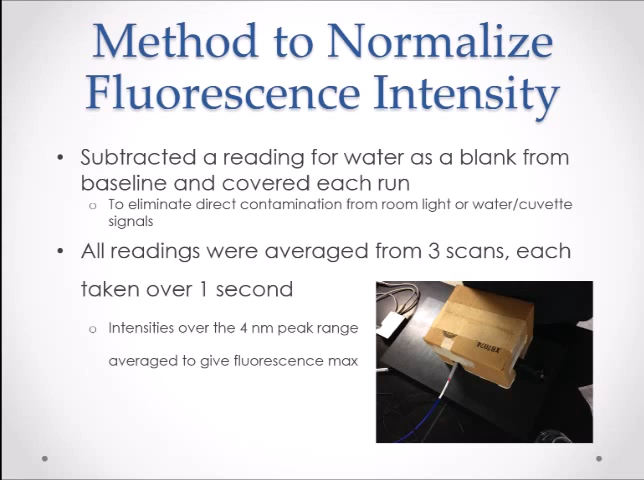 Method to Normalize
Fluorescence Intensity
• Subtracted a reading for water as a blank from
baseline and covered each run
o To eliminate direct contamination from room light or water/cuvette
signals
• All readings were averaged from 3 scans, each
taken over 1 second
o Intensities over the 4 nm peak range
averaged to give fluorescence max
ECOLUX